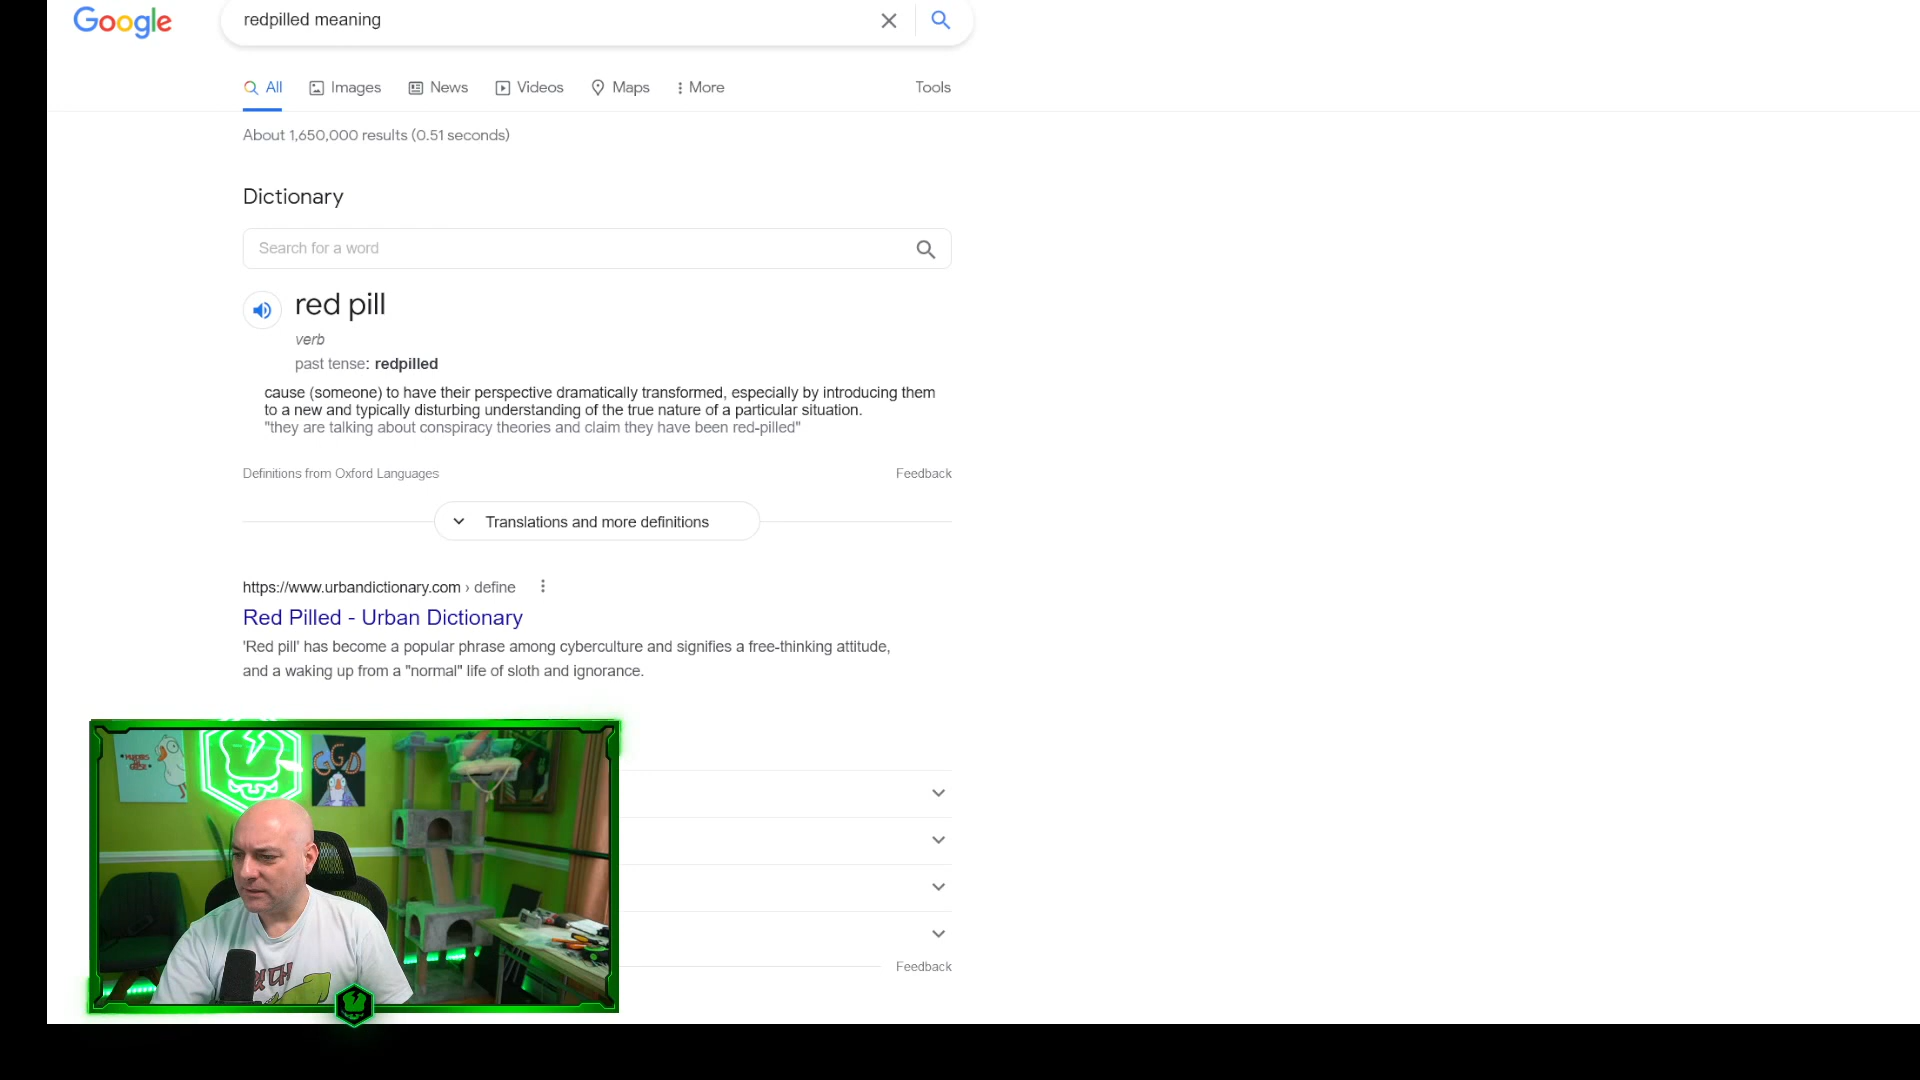 Google
redpilled meaning
All Images News Videos Maps More Tools
About 1,650,000 results (0.51 seconds)
Dictionary
Search for a word
red pill
verb
past tense: redpilled
cause (someone) to have their perspective dramatically transformed, especially by introducing them
to a new and typically disturbing understanding of the true nature of a particular situation.
"they are talking about conspiracy theories and claim they have been red-pilled"
Definitions from Oxford Languages Feedback
Translations and more definitions
https://www.urbandictionary.com › define
Red Pilled - Urban Dictionary
'Red pill' has become a popular phrase among cyberculture and signifies a free-thinking attitude,
and a waking up from a "normal" life of sloth and ignorance.
GGD
Feedback